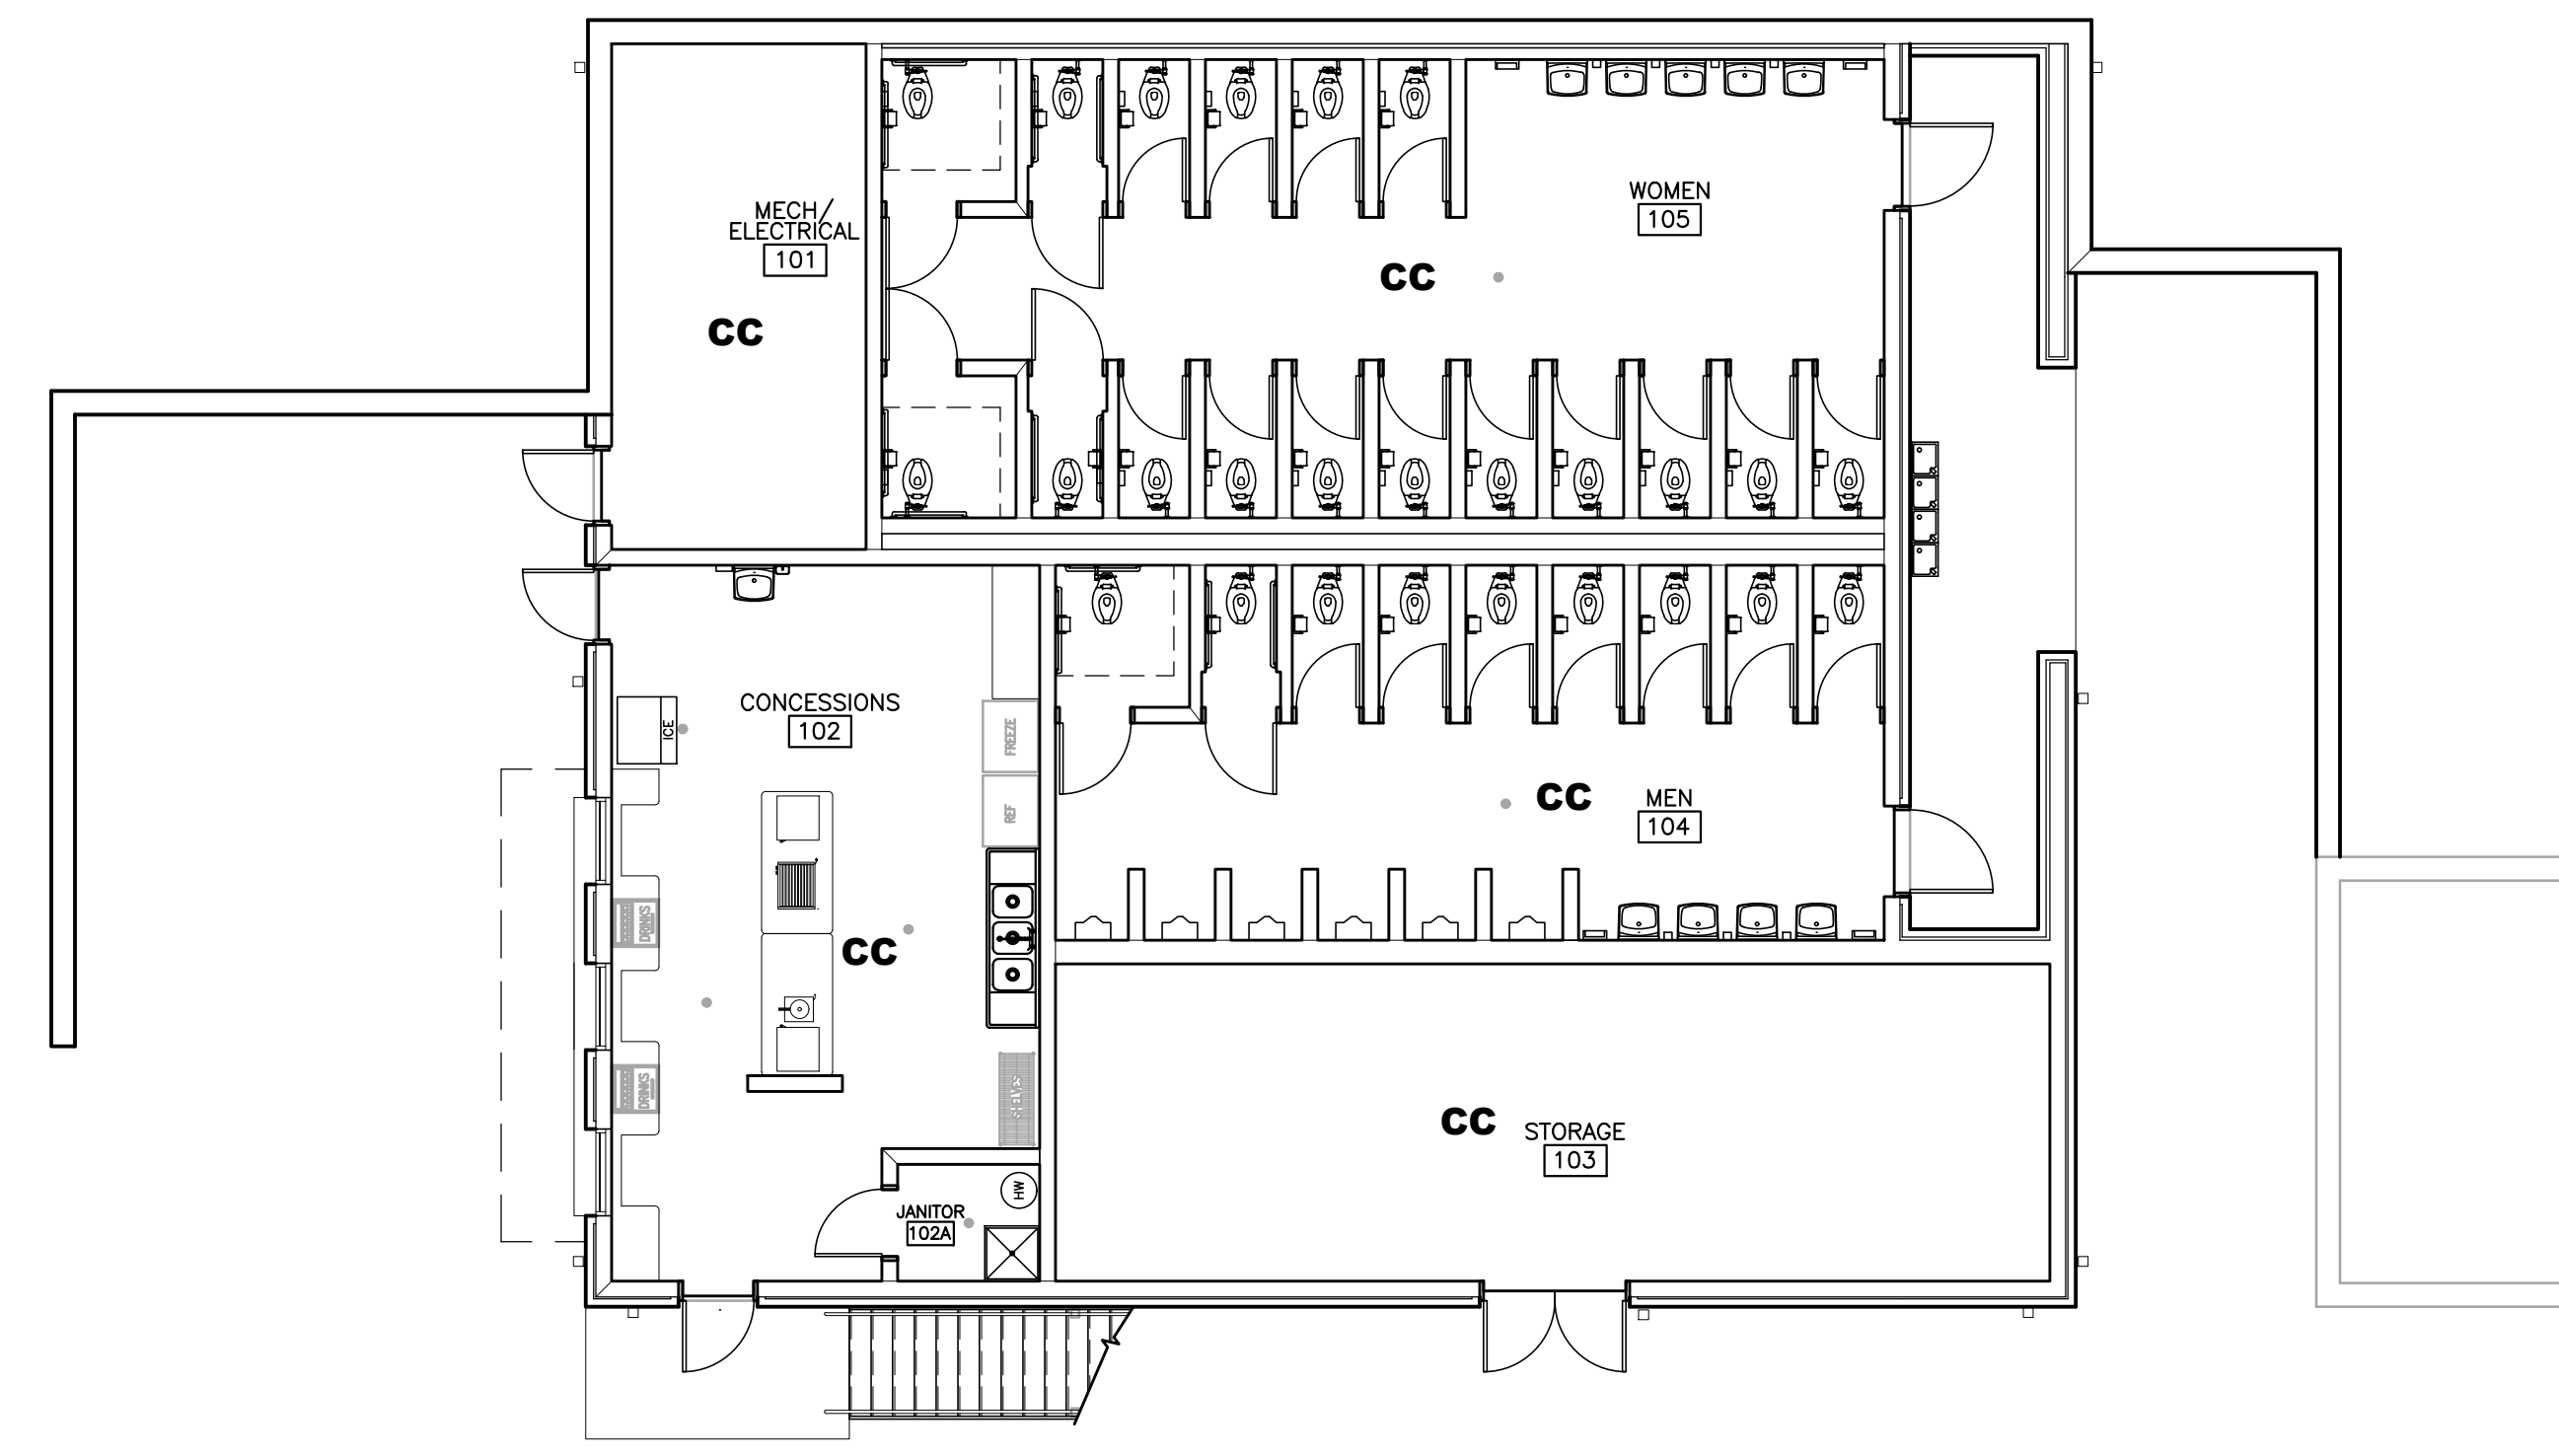 WOMEN
105
MECH/
ELECTRICAL
101
CC
CC
CONCESSIONS
102
ICE
FREEZE
REF
CC
MEN
104
DRINKS
CC
DRINKS
SHELVES
CC
STORAGE
103
HW
JANITOR
102A